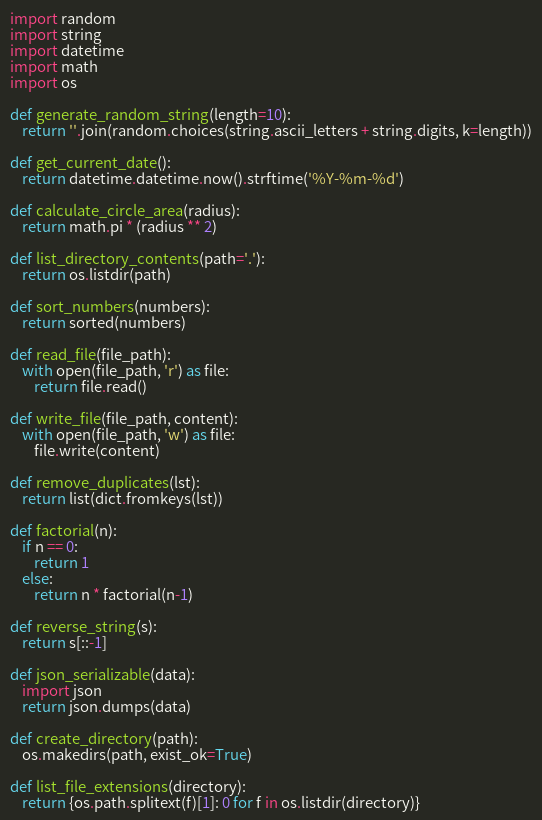 import random
import string
import datetime
import math
import os

def generate_random_string(length=10):
    return ''.join(random.choices(string.ascii_letters + string.digits, k=length))

def get_current_date():
    return datetime.datetime.now().strftime('%Y-%m-%d')

def calculate_circle_area(radius):
    return math.pi * (radius ** 2)

def list_directory_contents(path='.'):
    return os.listdir(path)

def sort_numbers(numbers):
    return sorted(numbers)

def read_file(file_path):
    with open(file_path, 'r') as file:
        return file.read()

def write_file(file_path, content):
    with open(file_path, 'w') as file:
        file.write(content)

def remove_duplicates(lst):
    return list(dict.fromkeys(lst))

def factorial(n):
    if n == 0:
        return 1
    else:
        return n * factorial(n-1)

def reverse_string(s):
    return s[::-1]

def json_serializable(data):
    import json
    return json.dumps(data)

def create_directory(path):
    os.makedirs(path, exist_ok=True)

def list_file_extensions(directory):
    return {os.path.splitext(f)[1]: 0 for f in os.listdir(directory)}